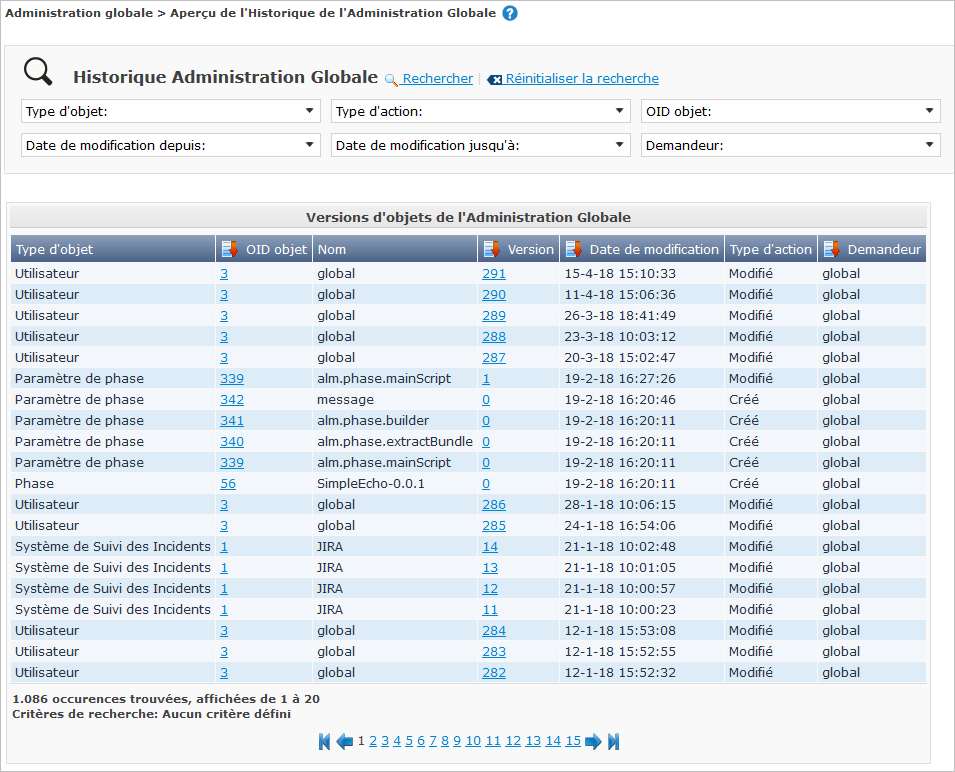 Administration globale > Aperçu de l'Historique de l'Administration Globale ?
Historique Administration Globale Rechercher | Réinitialiser la recherche
Type d'objet: Type d'action: OID objet:
Date de modification depuis: Date de modification jusqu'à: Demandeur:
Versions d'objets de l'Administration Globale
Type d'objet OID objet Nom Version Date de modification Type d'action Demandeur
Utilisateur 3 global 291 15-4-18 15:10:33 Modifié global
Utilisateur 3 global 290 11-4-18 15:06:36 Modifié global
Utilisateur 3 global 289 26-3-18 18:41:49 Modifié global
Utilisateur 3 global 288 23-3-18 10:03:12 Modifié global
Utilisateur 3 global 287 20-3-18 15:02:47 Modifié global
Paramètre de phase 339 alm.phase.mainScript 1 19-2-18 16:27:26 Modifié global
Paramètre de phase 342 message 0 19-2-18 16:20:46 Créé global
Paramètre de phase 341 alm.phase.builder 0 19-2-18 16:20:11 Créé global
Paramètre de phase 340 alm.phase.extractBundle 0 19-2-18 16:20:11 Créé global
Paramètre de phase 339 alm.phase.mainScript 0 19-2-18 16:20:11 Créé global
Phase 56 SimpleEcho-0.0.1 0 19-2-18 16:20:11 Créé global
Utilisateur 3 global 286 28-1-18 10:06:15 Modifié global
Utilisateur 3 global 285 24-1-18 16:54:06 Modifié global
Système de Suivi des Incidents 1 JIRA 14 21-1-18 10:02:48 Modifié global
Système de Suivi des Incidents 1 JIRA 13 21-1-18 10:01:05 Modifié global
Système de Suivi des Incidents 1 JIRA 12 21-1-18 10:00:57 Modifié global
Système de Suivi des Incidents 1 JIRA 11 21-1-18 10:00:23 Modifié global
Utilisateur 3 global 284 12-1-18 15:53:08 Modifié global
Utilisateur 3 global 283 12-1-18 15:52:55 Modifié global
Utilisateur 3 global 282 12-1-18 15:52:32 Modifié global
1.086 occurences trouvées, affichées de 1 à 20
Critères de recherche: Aucun critère défini
1 2 3 4 5 6 7 8 9 10 11 12 13 14 15